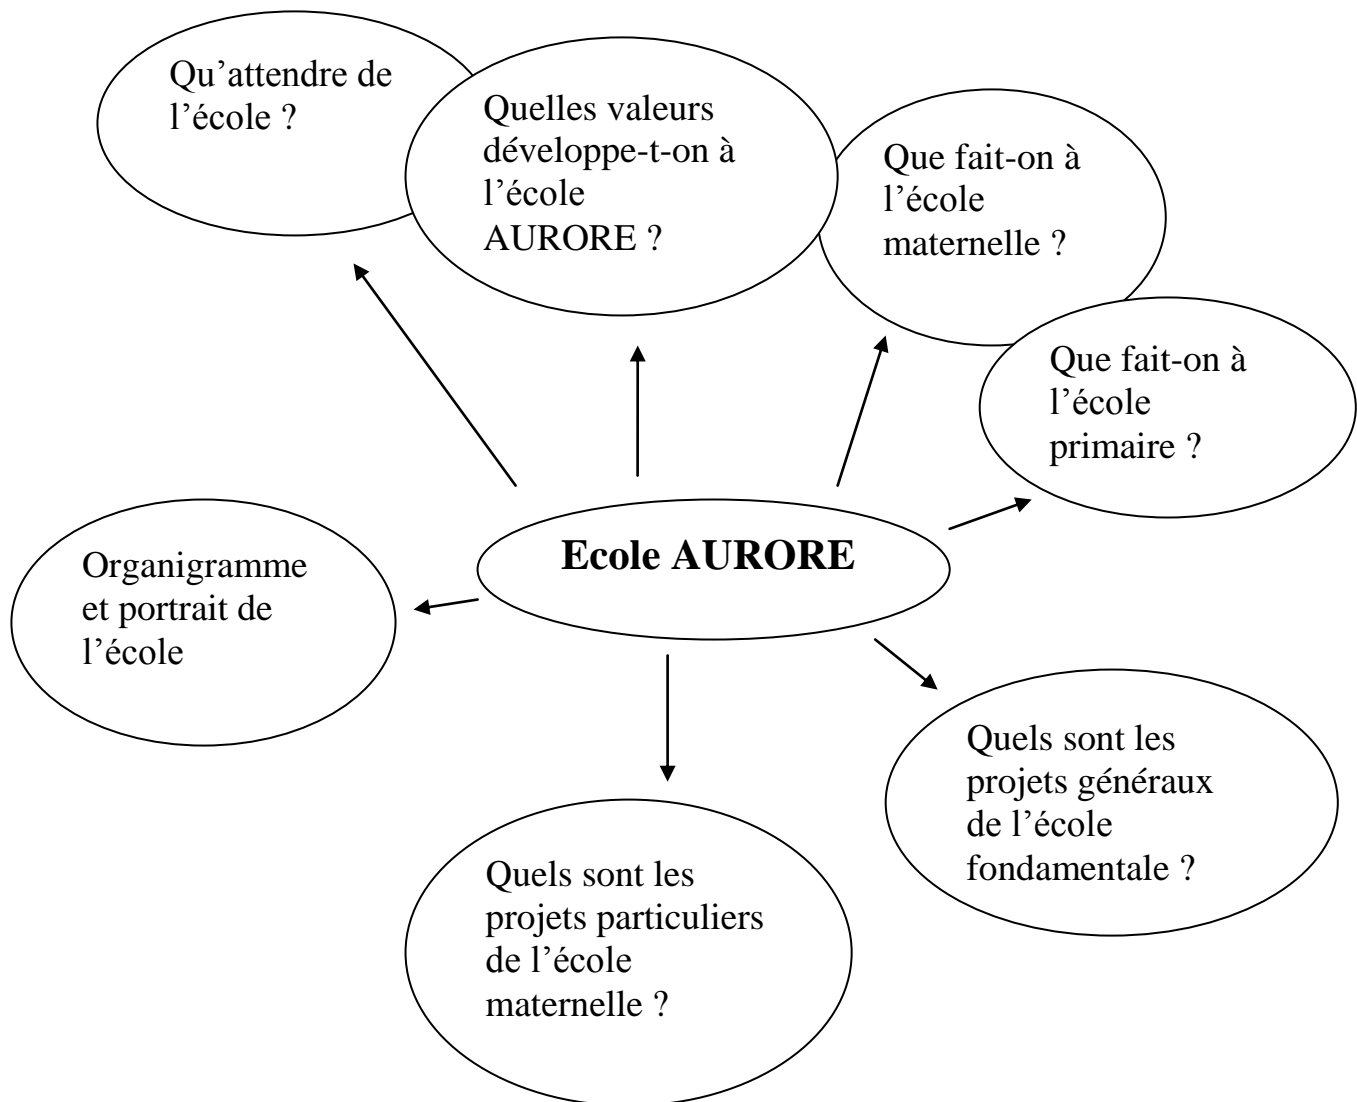 Qu’attendre de
l’école ?
Quelles valeurs
développe-t-on à
l’école
AURORE ?
Que fait-on à
l’école
maternelle ?
Que fait-on à
l’école
primaire ?
Ecole AURORE
Organigramme
et portrait de
l’école
Quels sont les
projets généraux
de l’école
fondamentale ?
Quels sont les
projets particuliers
de l’école
maternelle ?